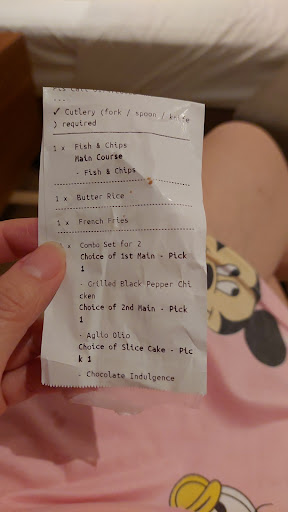 ....
✓ Cutlery (fork / spoon / knife
) required
1 x Fish & Chips
Main Course
- Fish & Chips
1 x Butter Rice
1 x French Fries
x Combo Set for 2
Choice of 1st Main - Pick
1
- Grilled Black Pepper Chi
cken
Choice of 2nd Main - Pick
1
- Aglio Olio
Choice of Slice Cake - Pic
k 1
- Chocolate Indulgence